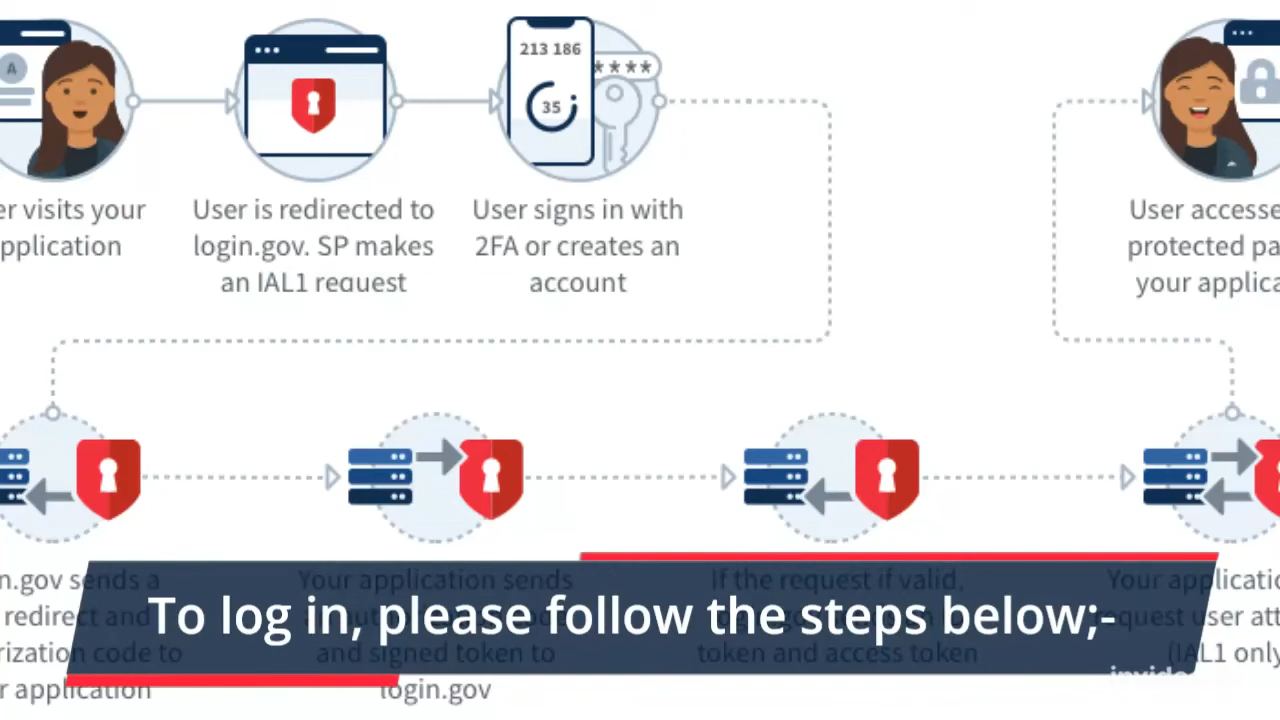 A
213 186
****
35
er visits your
pplication
User is redirected to
login.gov. SP makes
an IAL1 request
User signs in with
2FA or creates an
account
User accesse
protected pa
your applica
n.gov sends a
redirect and
rization code to
r application
Your application sends
and signed token to
login.gov
If the request if valid,
token and access token
Your applicatio
request user att
(IAL1 only
To log in, please follow the steps below;-
invide